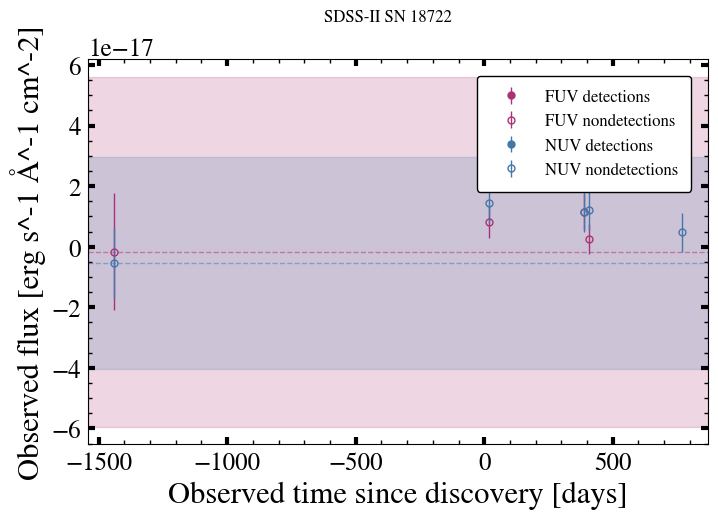 SDSS-II SN 18722
1e−17
6
4
2
0
−2
−4
−6
Observed flux [erg s^-1 Å^-1 cm^-2]
FUV detections
FUV nondetections
NUV detections
NUV nondetections
−1500 −1000 −500 0 500
Observed time since discovery [days]